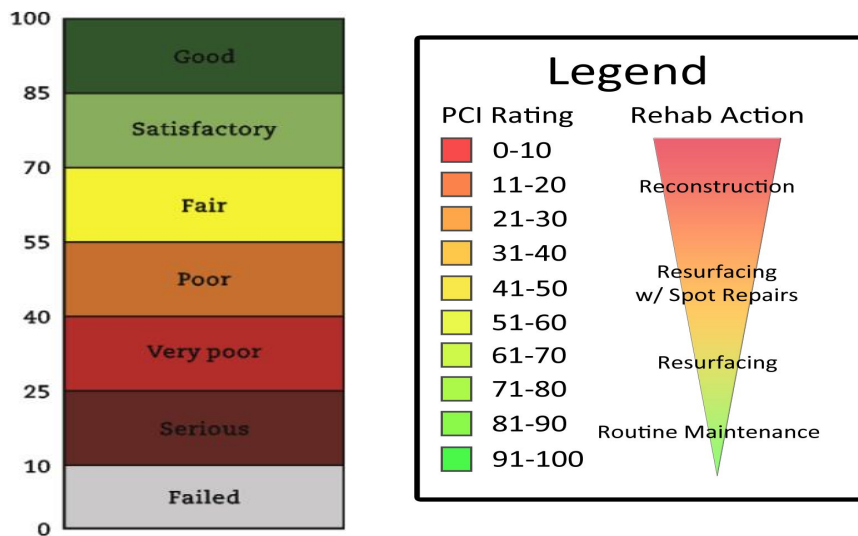 100
Good
85
Satisfactory
70
Fair
55
Poor
40
Very poor
25
Serious
10
Failed
0
Legend
PCI Rating
0-10
11-20
21-30
31-40
41-50
51-60
61-70
71-80
81-90
91-100
Rehab Action
Reconstruction
Resurfacing
w/ Spot Repairs
Resurfacing
Routine Maintenance